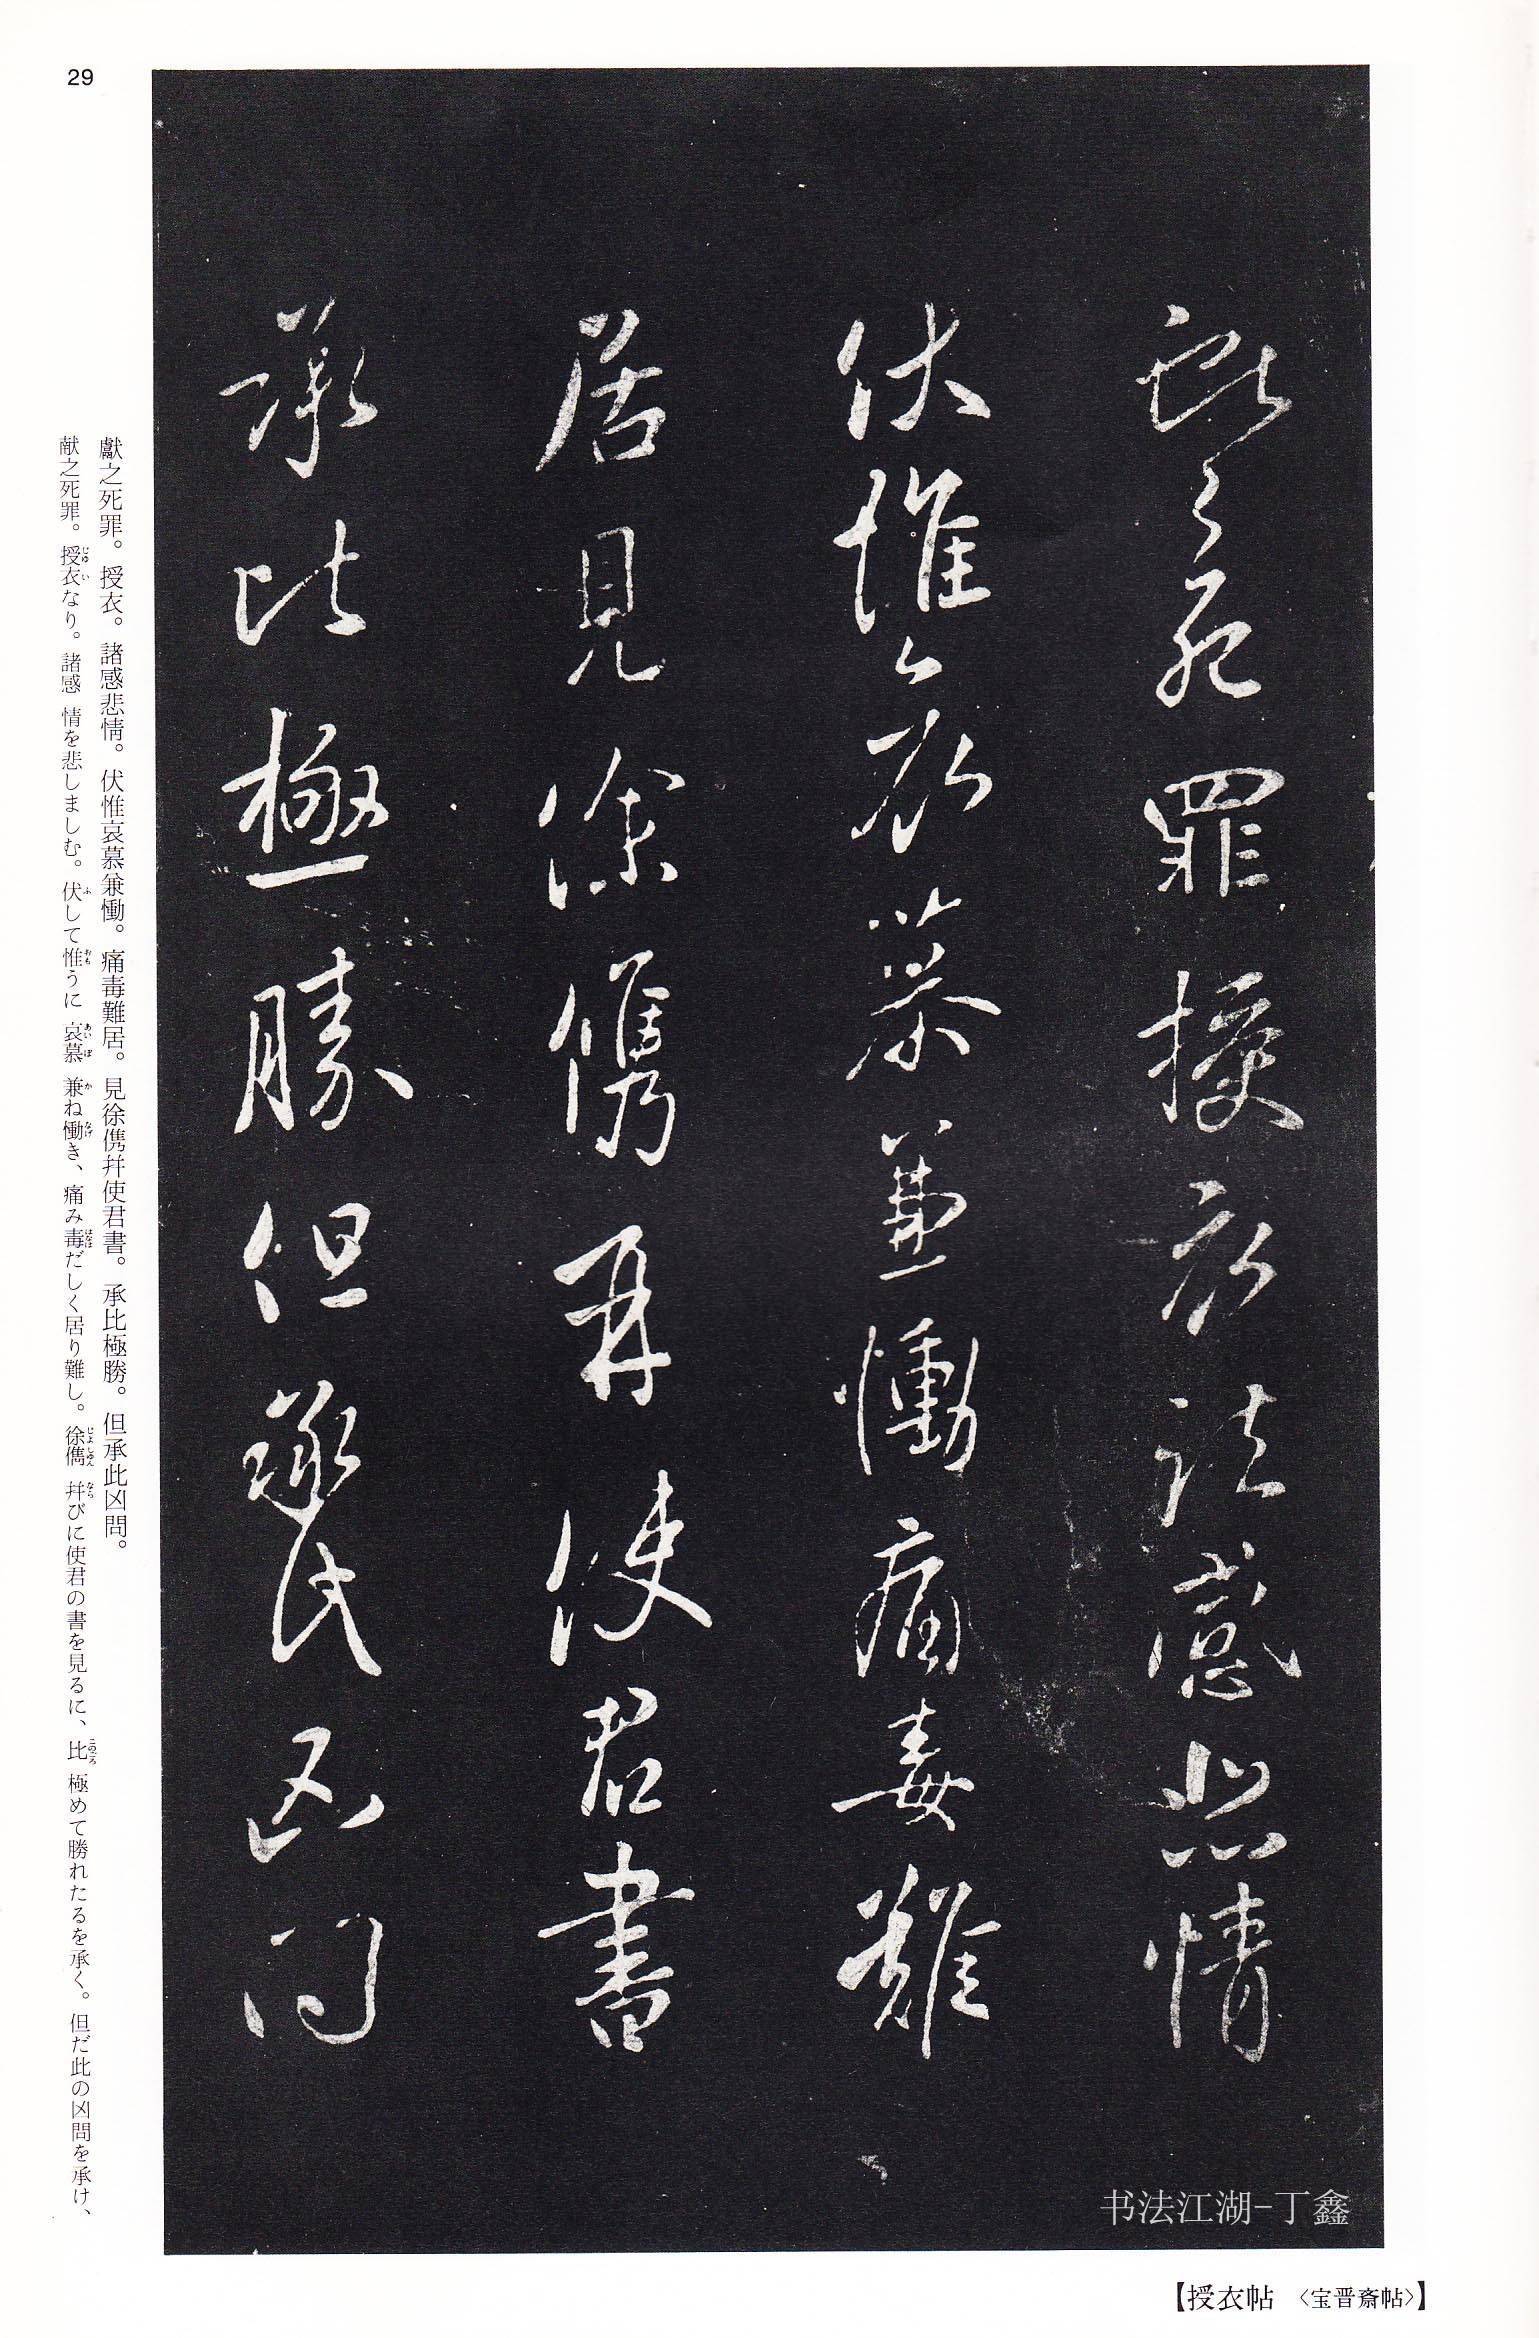 29
獻之死罪授衣諸感悲情
伏惟哀慕兼慟痛毒難
居見徐儁并使君書
承比極勝但承此凶問
獻之死罪。授衣。諸感悲情。伏惟哀慕兼慟。痛毒難居。見徐儁幷使君書。承比極勝。但承此凶問。
献之死罪。授衣なり。諸感 情を悲しましむ。伏して惟うに 哀慕 兼ね慟き、痛み毒だしく居り難し。徐儁 幷びに使君の書を見るに、比 極めて勝れたるを承く。但だ此の凶問を承け、
书法江湖-丁鑫
【授衣帖 〈宝晋斎帖〉】